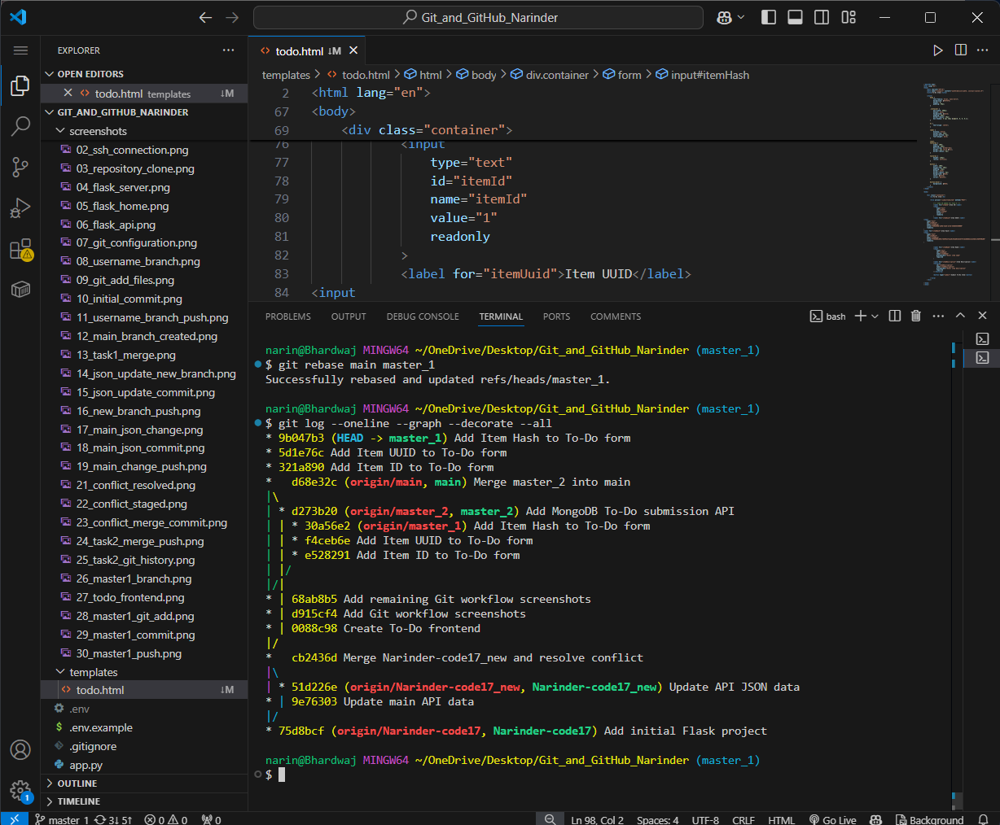 Git_and_GitHub_Narinder
EXPLORER
OPEN EDITORS
todo.html templates ↓M
GIT_AND_GITHUB_NARINDER
screenshots
02_ssh_connection.png
03_repository_clone.png
04_flask_server.png
05_flask_home.png
06_flask_api.png
07_git_configuration.png
08_username_branch.png
09_git_add_files.png
10_initial_commit.png
11_username_branch_push.png
12_main_branch_created.png
13_task1_merge.png
14_json_update_new_branch.png
15_json_update_commit.png
16_new_branch_push.png
17_main_json_change.png
18_main_json_commit.png
19_main_change_push.png
21_conflict_resolved.png
22_conflict_staged.png
23_conflict_merge_commit.png
24_task2_merge_push.png
25_task2_git_history.png
26_master1_branch.png
27_todo_frontend.png
28_master1_git_add.png
29_master1_commit.png
30_master1_push.png
templates
todo.html ↓M
.env
.env.example
.gitignore
app.py
OUTLINE
TIMELINE
todo.html ↓M
templates > todo.html > html > body > div.container > form > input#itemHash
2 <html lang="en">
67 <body>
69 <div class="container">
76 <input
77 type="text"
78 id="itemId"
79 name="itemId"
80 value="1"
81 readonly
82 >
83 <label for="itemUuid">Item UUID</label>
84 <input
PROBLEMS OUTPUT DEBUG CONSOLE TERMINAL PORTS COMMENTS
bash
narin@Bhardwaj MINGW64 ~/OneDrive/Desktop/Git_and_GitHub_Narinder (master_1)
$ git rebase main master_1
Successfully rebased and updated refs/heads/master_1.
narin@Bhardwaj MINGW64 ~/OneDrive/Desktop/Git_and_GitHub_Narinder (master_1)
$ git log --oneline --graph --decorate --all
* 9b047b3 (HEAD -> master_1) Add Item Hash to To-Do form
* 5d1e76c Add Item UUID to To-Do form
* 321a890 Add Item ID to To-Do form
*   d68e32c (origin/main, main) Merge master_2 into main
|\
| * d273b20 (origin/master_2, master_2) Add MongoDB To-Do submission API
| | * 30a56e2 (origin/master_1) Add Item Hash to To-Do form
| | * f4ceb6e Add Item UUID to To-Do form
| | * e528291 Add Item ID to To-Do form
| |/
|/|
* | 68ab8b5 Add remaining Git workflow screenshots
* | d915cf4 Add Git workflow screenshots
* | 0088c98 Create To-Do frontend
|/
*   cb2436d Merge Narinder-code17_new and resolve conflict
|\
| * 51d226e (origin/Narinder-code17_new, Narinder-code17_new) Update API JSON data
* | 9e76303 Update main API data
|/
* 75d8bcf (origin/Narinder-code17, Narinder-code17) Add initial Flask project
narin@Bhardwaj MINGW64 ~/OneDrive/Desktop/Git_and_GitHub_Narinder (master_1)
$
1
master_1 3↓ 5↑ 0 0 0 Ln 98, Col 2 Spaces: 4 UTF-8 CRLF HTML Go Live Background